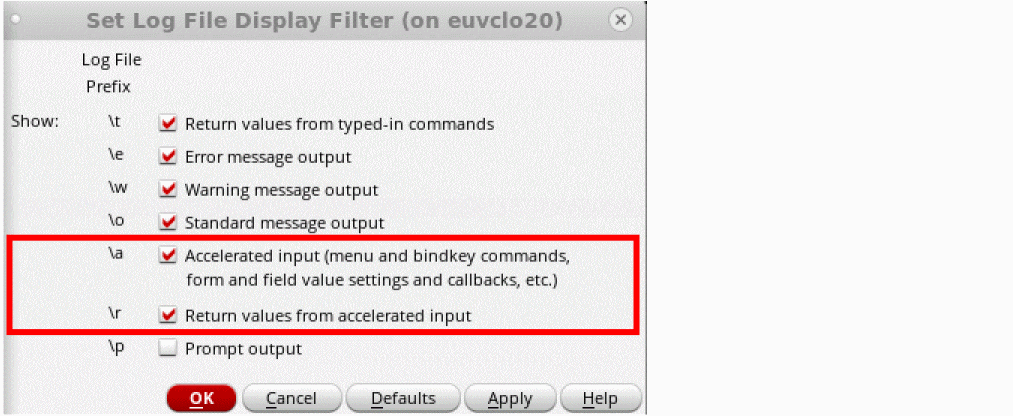 Set Log File Display Filter (on euvclo20)
Log File
Prefix
Show: \t Return values from typed-in commands
\e Error message output
\w Warning message output
\o Standard message output
\a Accelerated input (menu and bindkey commands,
form and field value settings and callbacks, etc.)
\r Return values from accelerated input
\p Prompt output
OK Cancel Defaults Apply Help